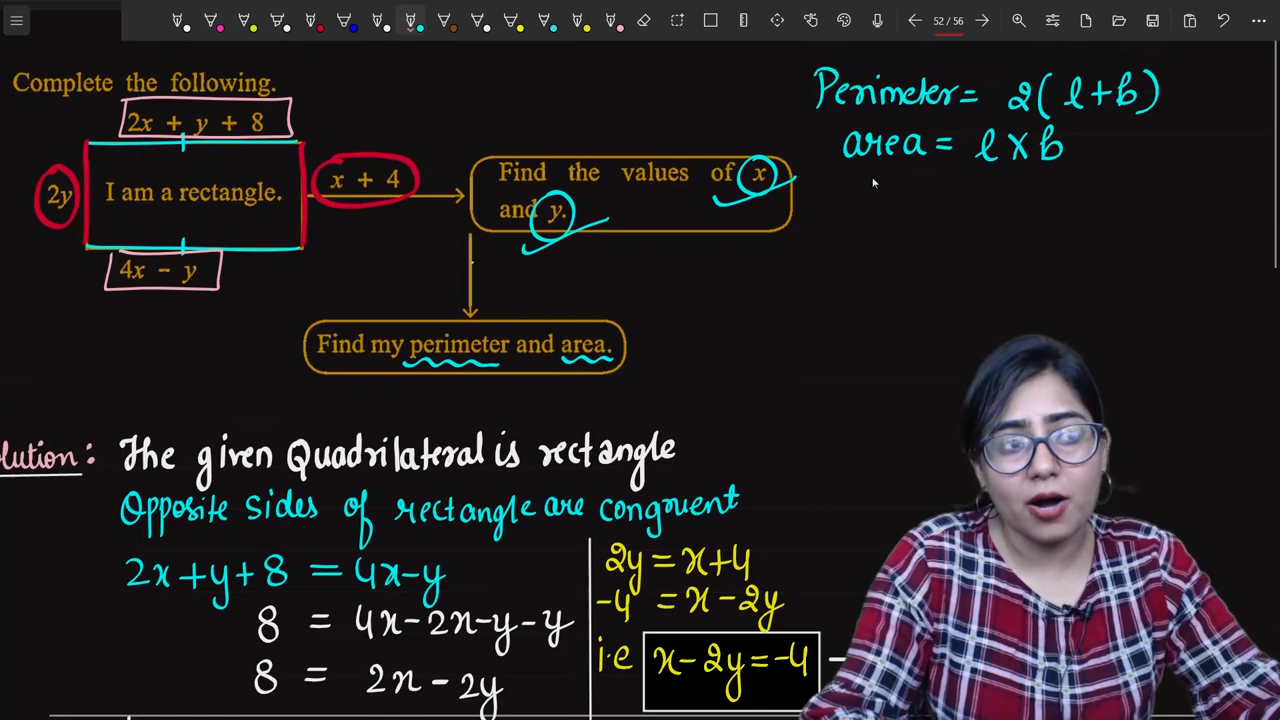 52 / 56
Complete the following.
2x + y + 8
2y
I am a rectangle.
x + 4
4x - y
Find the values of x
and y.
Find my perimeter and area.
Perimeter = 2( l+b)
area = l X b
lution :
The given Quadrilateral is rectangle
Opposite sides of rectangle are congruent
2x+y+8 = 4x-y
8 = 4x-2x-y-y
8 = 2x-2y
2y = x+4
-4 = x-2y
i.e x-2y=-4 -